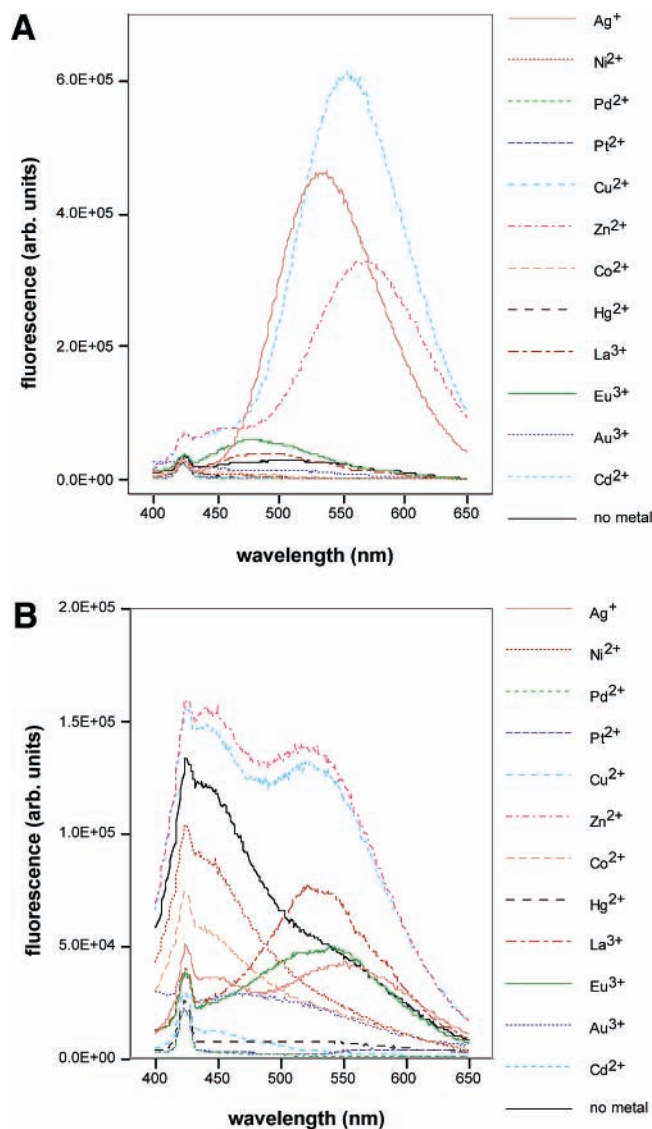 A
fluorescence (arb. units)
6.0E+05
4.0E+05
2.0E+05
0.0E+00
400 450 500 550 600 650
wavelength (nm)
Ag+
Ni2+
Pd2+
Pt2+
Cu2+
Zn2+
Co2+
Hg2+
La3+
Eu3+
Au3+
Cd2+
no metal
B
fluorescence (arb. units)
2.0E+05
1.5E+05
1.0E+05
5.0E+04
0.0E+00
400 450 500 550 600 650
wavelength (nm)
Ag+
Ni2+
Pd2+
Pt2+
Cu2+
Zn2+
Co2+
Hg2+
La3+
Eu3+
Au3+
Cd2+
no metal